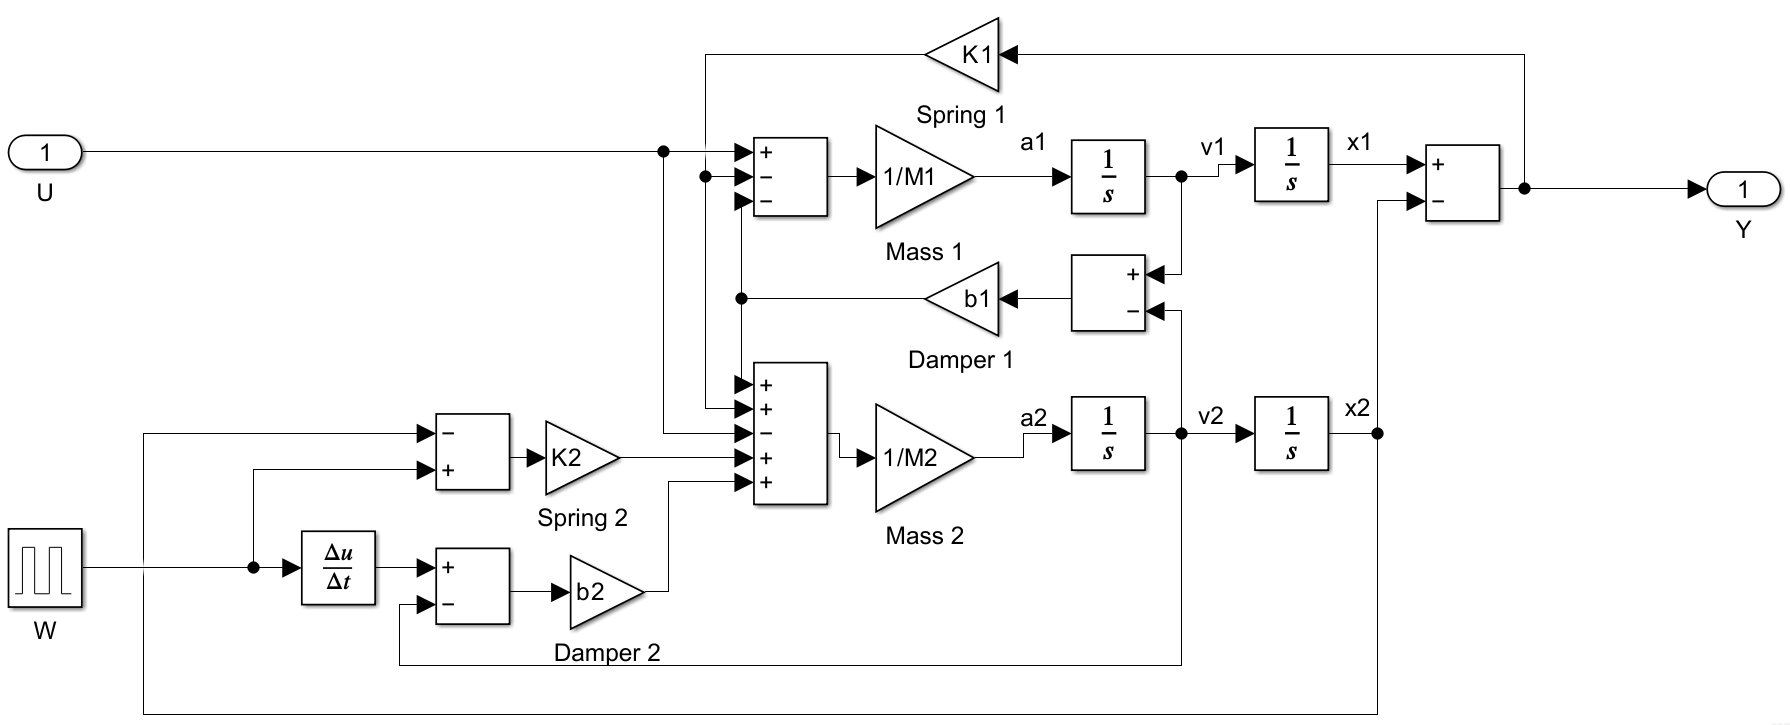 K1
Spring 1
1
U
+
−
−
1/M1
Mass 1
a1
1
s
v1
1
s
x1
+
−
1
Y
+
−
b1
Damper 1
+
+
−
+
+
1/M2
Mass 2
a2
1
s
v2
1
s
x2
−
+
K2
Spring 2
W
Δu
Δt
+
−
b2
Damper 2